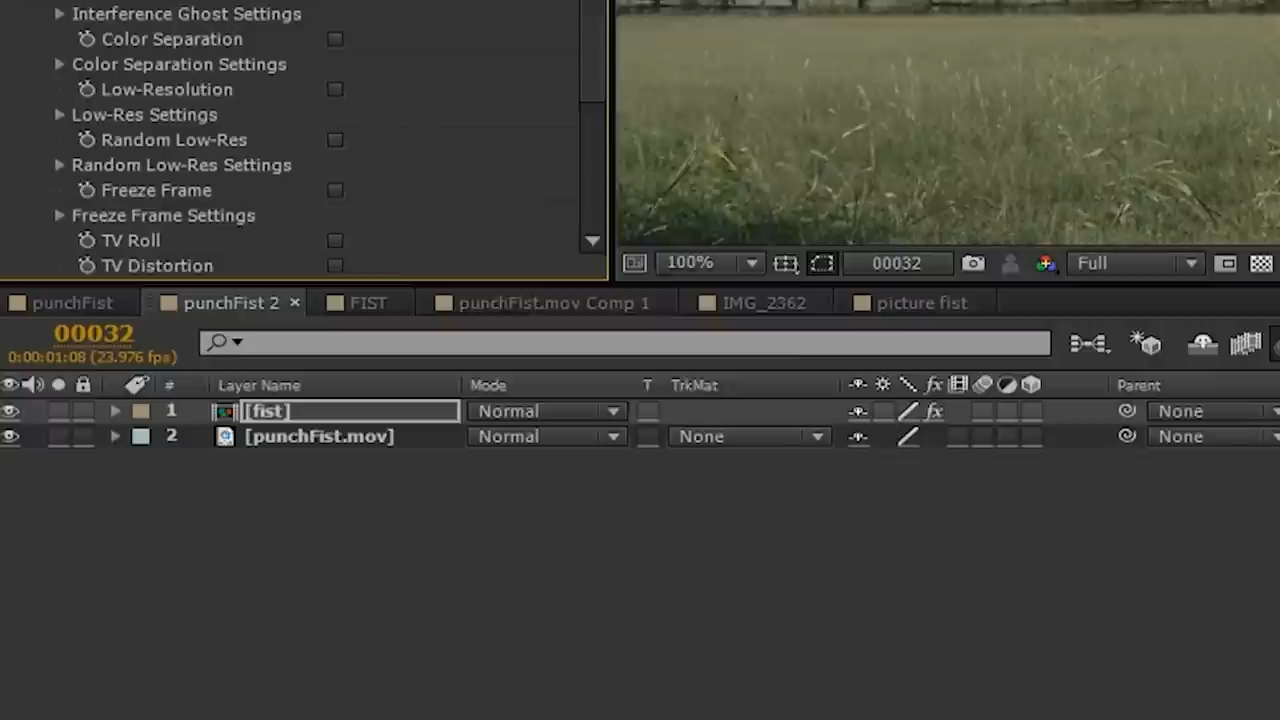 Interference Ghost Settings
Color Separation
Color Separation Settings
Low-Resolution
Low-Res Settings
Random Low-Res
Random Low-Res Settings
Freeze Frame
Freeze Frame Settings
TV Roll
TV Distortion
100% 00032 Full
punchFist punchFist 2 × FIST punchFist.mov Comp 1 IMG_2362 picture fist
00032
0:00:01:08 (23.976 fps)
# Layer Name Mode T TrkMat fx Parent
1 [fist] Normal fx None
2 [punchFist.mov] Normal None None